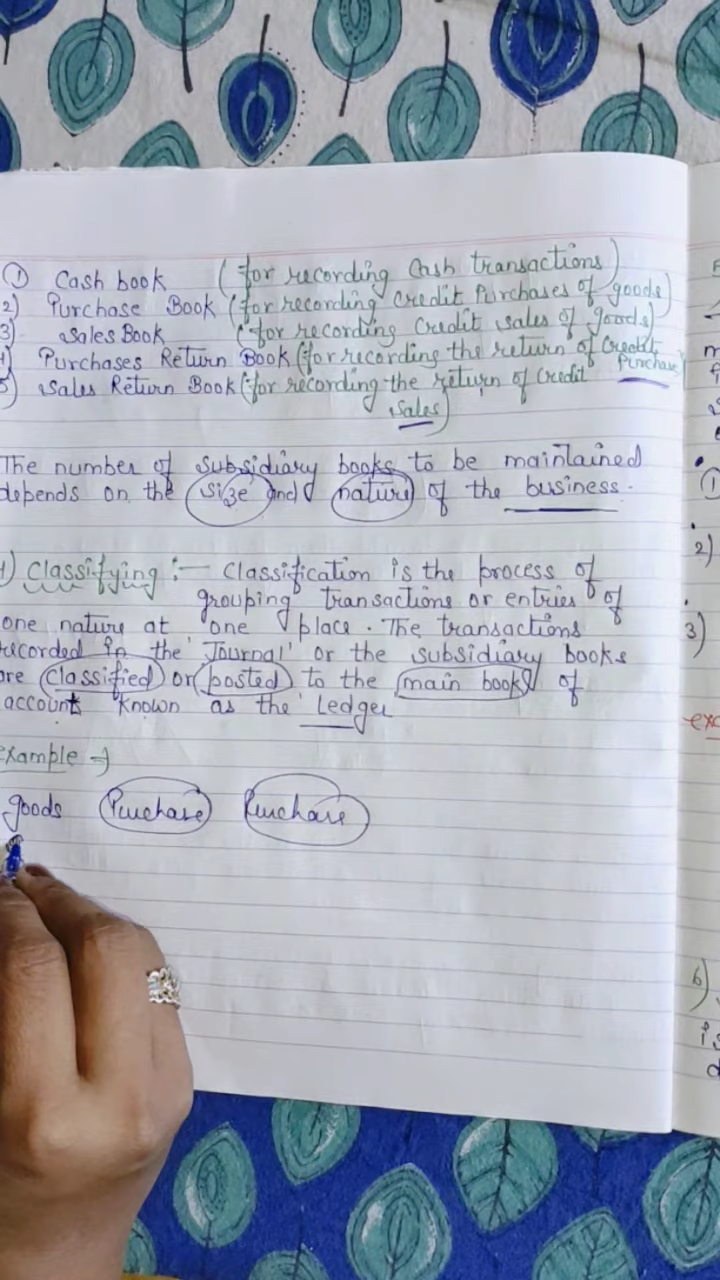 ① Cash book (for recording Cash transactions)
2) Purchase Book (for recording Credit Purchases of goods)
3) Sales Book (for recording Credit Sales of goods)
4) Purchases Return Book (for recording the return of Credit Purchase)
5) Sales Return Book (for recording the return of Credit
Sales)
The number of subsidiary books to be maintained
depends on the size and nature of the business.
4) Classifying :- Classification is the process of
grouping transactions or entries of
one nature at one place. The transactions
recorded in the 'Journal' or the subsidiary books
are classified or posted to the main book of
account known as the Ledger
example →
goods Purchase Purchase
①
2)
3)
6)